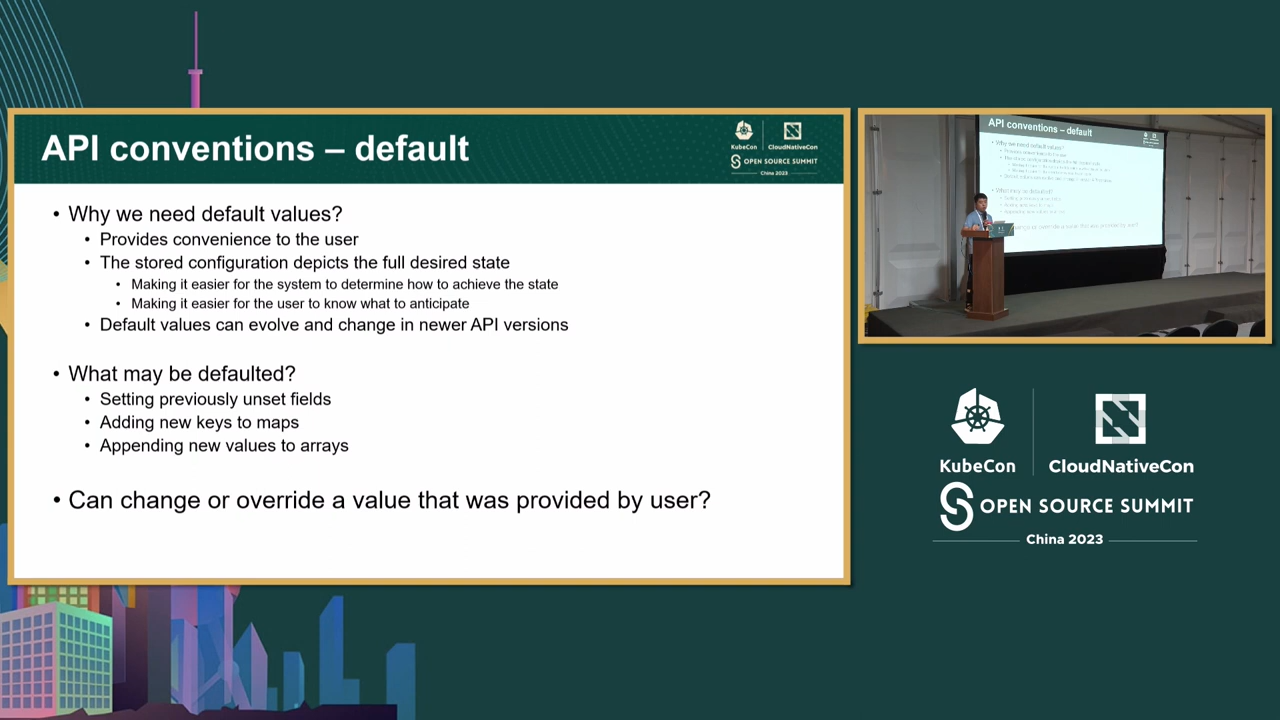 API conventions – default
KubeCon
CloudNativeCon
OPEN SOURCE SUMMIT
China 2023
• Why we need default values?
• Provides convenience to the user
• The stored configuration depicts the full desired state
• Making it easier for the system to determine how to achieve the state
• Making it easier for the user to know what to anticipate
• Default values can evolve and change in newer API versions
• What may be defaulted?
• Setting previously unset fields
• Adding new keys to maps
• Appending new values to arrays
• Can change or override a value that was provided by user?
API conventions – default
Why we need default values?
KubeCon
CloudNativeCon
OPEN SOURCE SUMMIT
China 2023